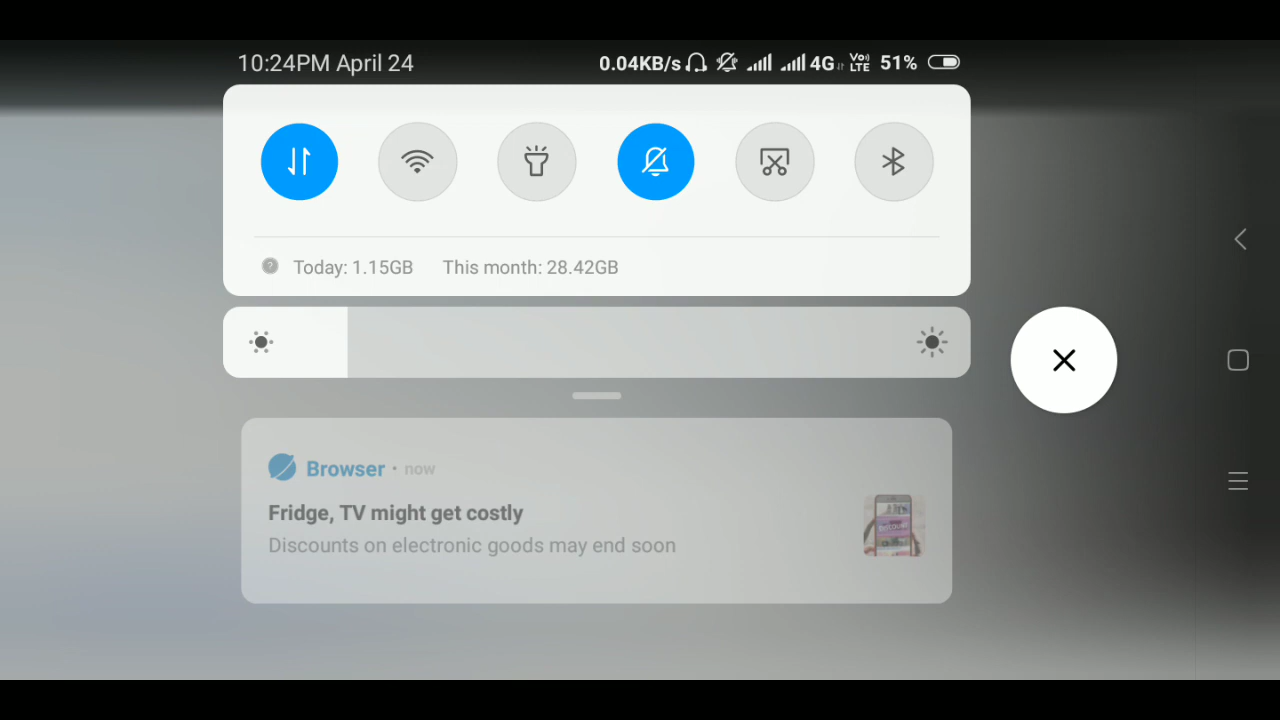 10:24PM April 24 0.04KB/s 4G Vo)) LTE 51%
Today: 1.15GB This month: 28.42GB
Browser • now
Fridge, TV might get costly
Discounts on electronic goods may end soon